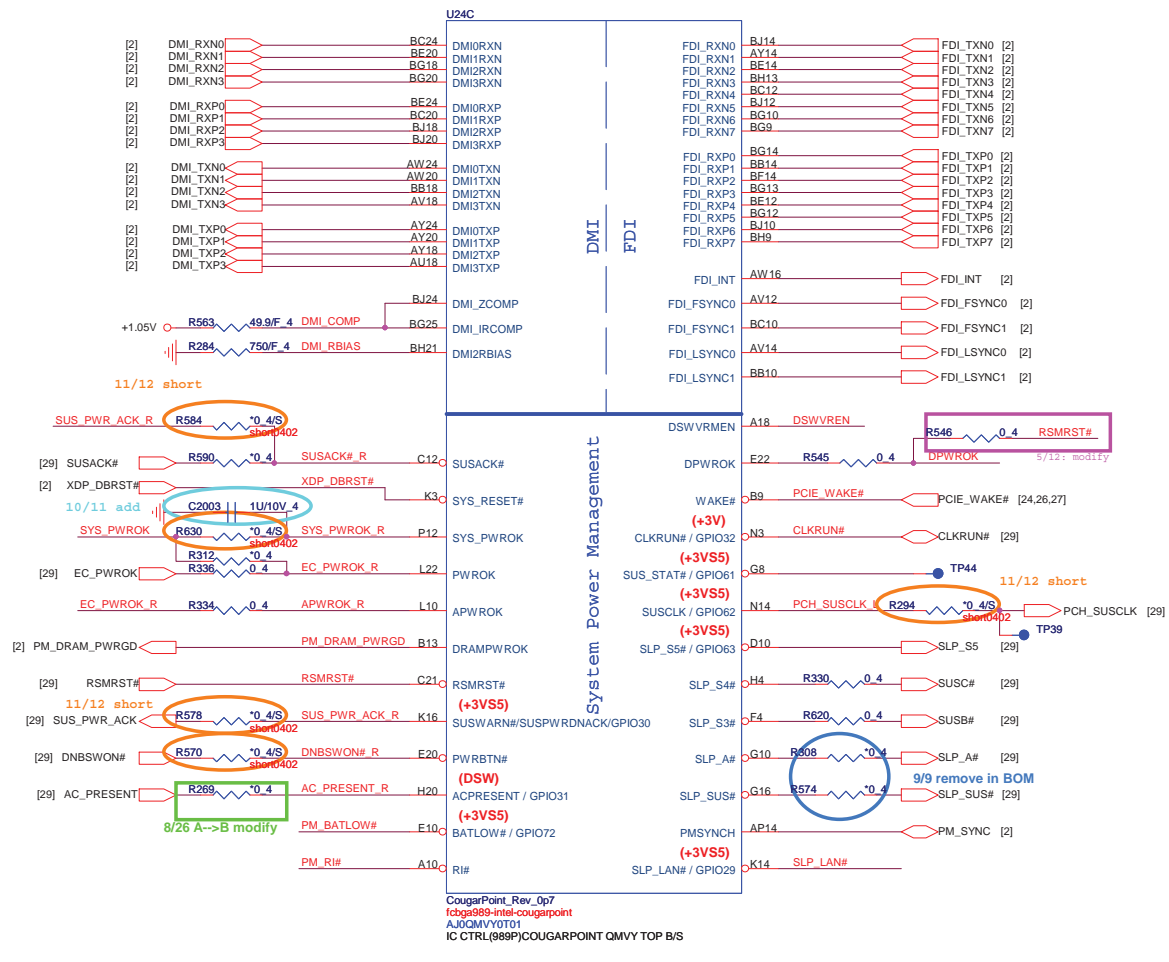 U24C
[2] DMI_RXN0 BC24 DMI0RXN
[2] DMI_RXN1 BE20 DMI1RXN
[2] DMI_RXN2 BG18 DMI2RXN
[2] DMI_RXN3 BG20 DMI3RXN
[2] DMI_RXP0 BE24 DMI0RXP
[2] DMI_RXP1 BC20 DMI1RXP
[2] DMI_RXP2 BJ18 DMI2RXP
[2] DMI_RXP3 BJ20 DMI3RXP
[2] DMI_TXN0 AW24 DMI0TXN
[2] DMI_TXN1 AW20 DMI1TXN
[2] DMI_TXN2 BB18 DMI2TXN
[2] DMI_TXN3 AV18 DMI3TXN
[2] DMI_TXP0 AY24 DMI0TXP
[2] DMI_TXP1 AY20 DMI1TXP
[2] DMI_TXP2 AY18 DMI2TXP
[2] DMI_TXP3 AU18 DMI3TXP
BJ24 DMI_ZCOMP
+1.05V R563 49.9/F_4 DMI_COMP BG25 DMI_IRCOMP
R284 750/F_4 DMI_RBIAS BH21 DMI2RBIAS
DMI
FDI
FDI_RXN0 BJ14 FDI_TXN0 [2]
FDI_RXN1 AY14 FDI_TXN1 [2]
FDI_RXN2 BE14 FDI_TXN2 [2]
FDI_RXN3 BH13 FDI_TXN3 [2]
FDI_RXN4 BC12 FDI_TXN4 [2]
FDI_RXN5 BJ12 FDI_TXN5 [2]
FDI_RXN6 BG10 FDI_TXN6 [2]
FDI_RXN7 BG9 FDI_TXN7 [2]
FDI_RXP0 BG14 FDI_TXP0 [2]
FDI_RXP1 BB14 FDI_TXP1 [2]
FDI_RXP2 BF14 FDI_TXP2 [2]
FDI_RXP3 BG13 FDI_TXP3 [2]
FDI_RXP4 BE12 FDI_TXP4 [2]
FDI_RXP5 BG12 FDI_TXP5 [2]
FDI_RXP6 BJ10 FDI_TXP6 [2]
FDI_RXP7 BH9 FDI_TXP7 [2]
FDI_INT AW16 FDI_INT [2]
FDI_FSYNC0 AV12 FDI_FSYNC0 [2]
FDI_FSYNC1 BC10 FDI_FSYNC1 [2]
FDI_LSYNC0 AV14 FDI_LSYNC0 [2]
FDI_LSYNC1 BB10 FDI_LSYNC1 [2]
11/12 short
SUS_PWR_ACK_R R584 *0_4/S
short0402
[29] SUSACK# R590 *0_4 SUSACK#_R C12 SUSACK#
[2] XDP_DBRST# XDP_DBRST# K3 SYS_RESET#
10/11 add C2003 1U/10V_4
SYS_PWROK R630 *0_4/S SYS_PWROK_R P12 SYS_PWROK
short0402
R312 *0_4
[29] EC_PWROK R336 0_4 EC_PWROK_R L22 PWROK
EC_PWROK_R R334 0_4 APWROK_R L10 APWROK
[2] PM_DRAM_PWRGD PM_DRAM_PWRGD B13 DRAMPWROK
[29] RSMRST# RSMRST# C21 RSMRST#
11/12 short
(+3VS5)
[29] SUS_PWR_ACK R578 *0_4/S SUS_PWR_ACK_R K16 SUSWARN#/SUSPWRDNACK/GPIO30
short0402
[29] DNBSWON# R570 *0_4/S DNBSWON#_R E20 PWRBTN#
short0402
(DSW)
[29] AC_PRESENT R269 *0_4 AC_PRESENT_R H20 ACPRESENT / GPIO31
(+3VS5)
8/26 A-->B modify
PM_BATLOW# E10 BATLOW# / GPIO72
PM_RI# A10 RI#
System Power Management
DSWVRMEN A18 DSWVREN
R546 0_4 RSMRST#
5/12: modify
DPWROK E22 R545 0_4 DPWROK
WAKE# B9 PCIE_WAKE# PCIE_WAKE# [24,26,27]
(+3V)
CLKRUN# / GPIO32 N3 CLKRUN# CLKRUN# [29]
(+3VS5)
SUS_STAT# / GPIO61 G8 TP44
(+3VS5)
11/12 short
SUSCLK / GPIO62 N14 PCH_SUSCLK_L R294 *0_4/S PCH_SUSCLK [29]
short0402
TP39
(+3VS5)
SLP_S5# / GPIO63 D10 SLP_S5 [29]
SLP_S4# H4 R330 0_4 SUSC# [29]
SLP_S3# F4 R620 0_4 SUSB# [29]
SLP_A# G10 R308 *0_4 SLP_A# [29]
9/9 remove in BOM
SLP_SUS# G16 R574 *0_4 SLP_SUS# [29]
PMSYNCH AP14 PM_SYNC [2]
(+3VS5)
SLP_LAN# / GPIO29 K14 SLP_LAN#
CougarPoint_Rev_0p7
fcbga989-intel-cougarpoint
AJ0QMVY0T01
IC CTRL(989P)COUGARPOINT QMVY TOP B/S